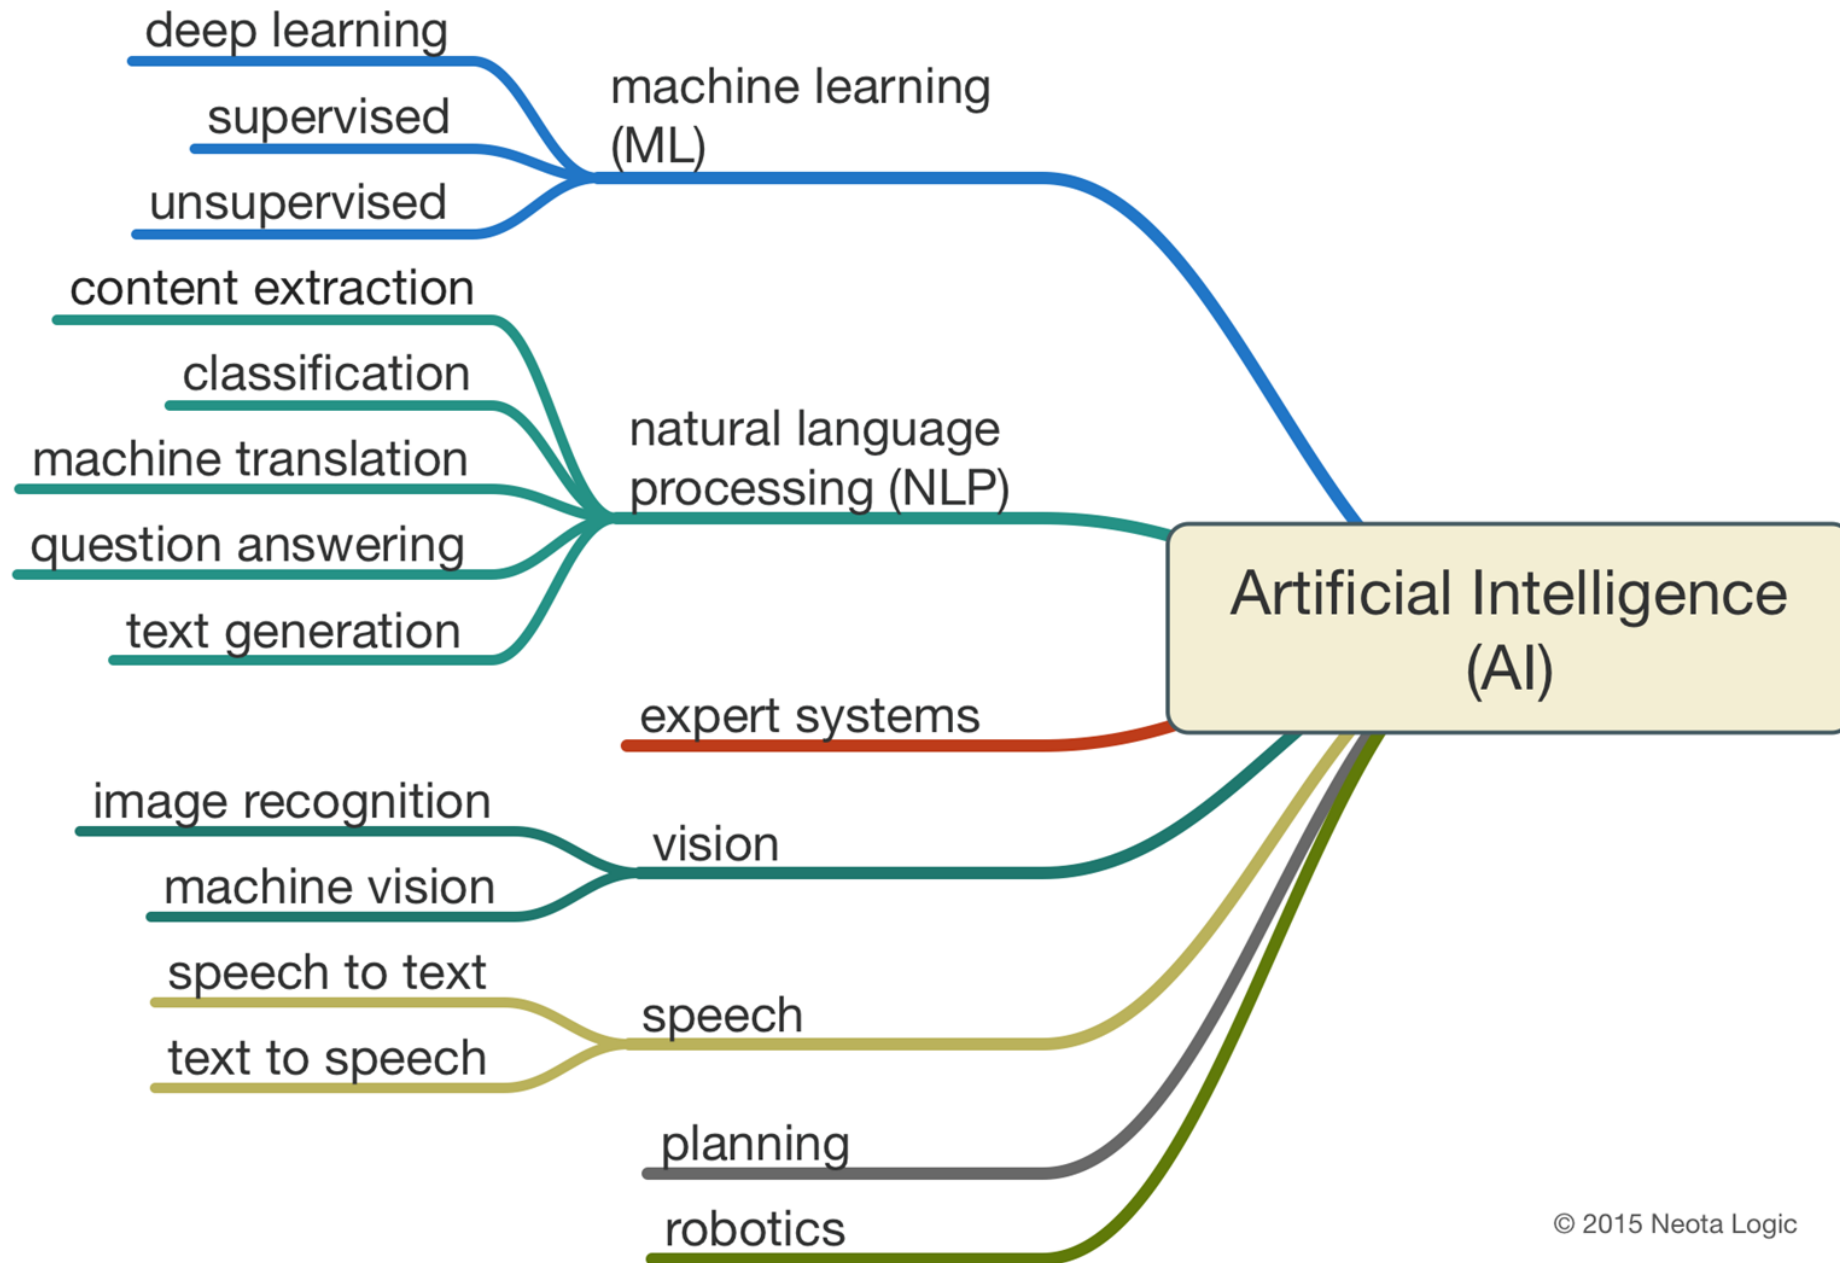 deep learning
supervised
unsupervised
machine learning
(ML)
content extraction
classification
machine translation
question answering
text generation
natural language
processing (NLP)
Artificial Intelligence
(AI)
expert systems
image recognition
machine vision
vision
speech to text
text to speech
speech
planning
robotics
© 2015 Neota Logic